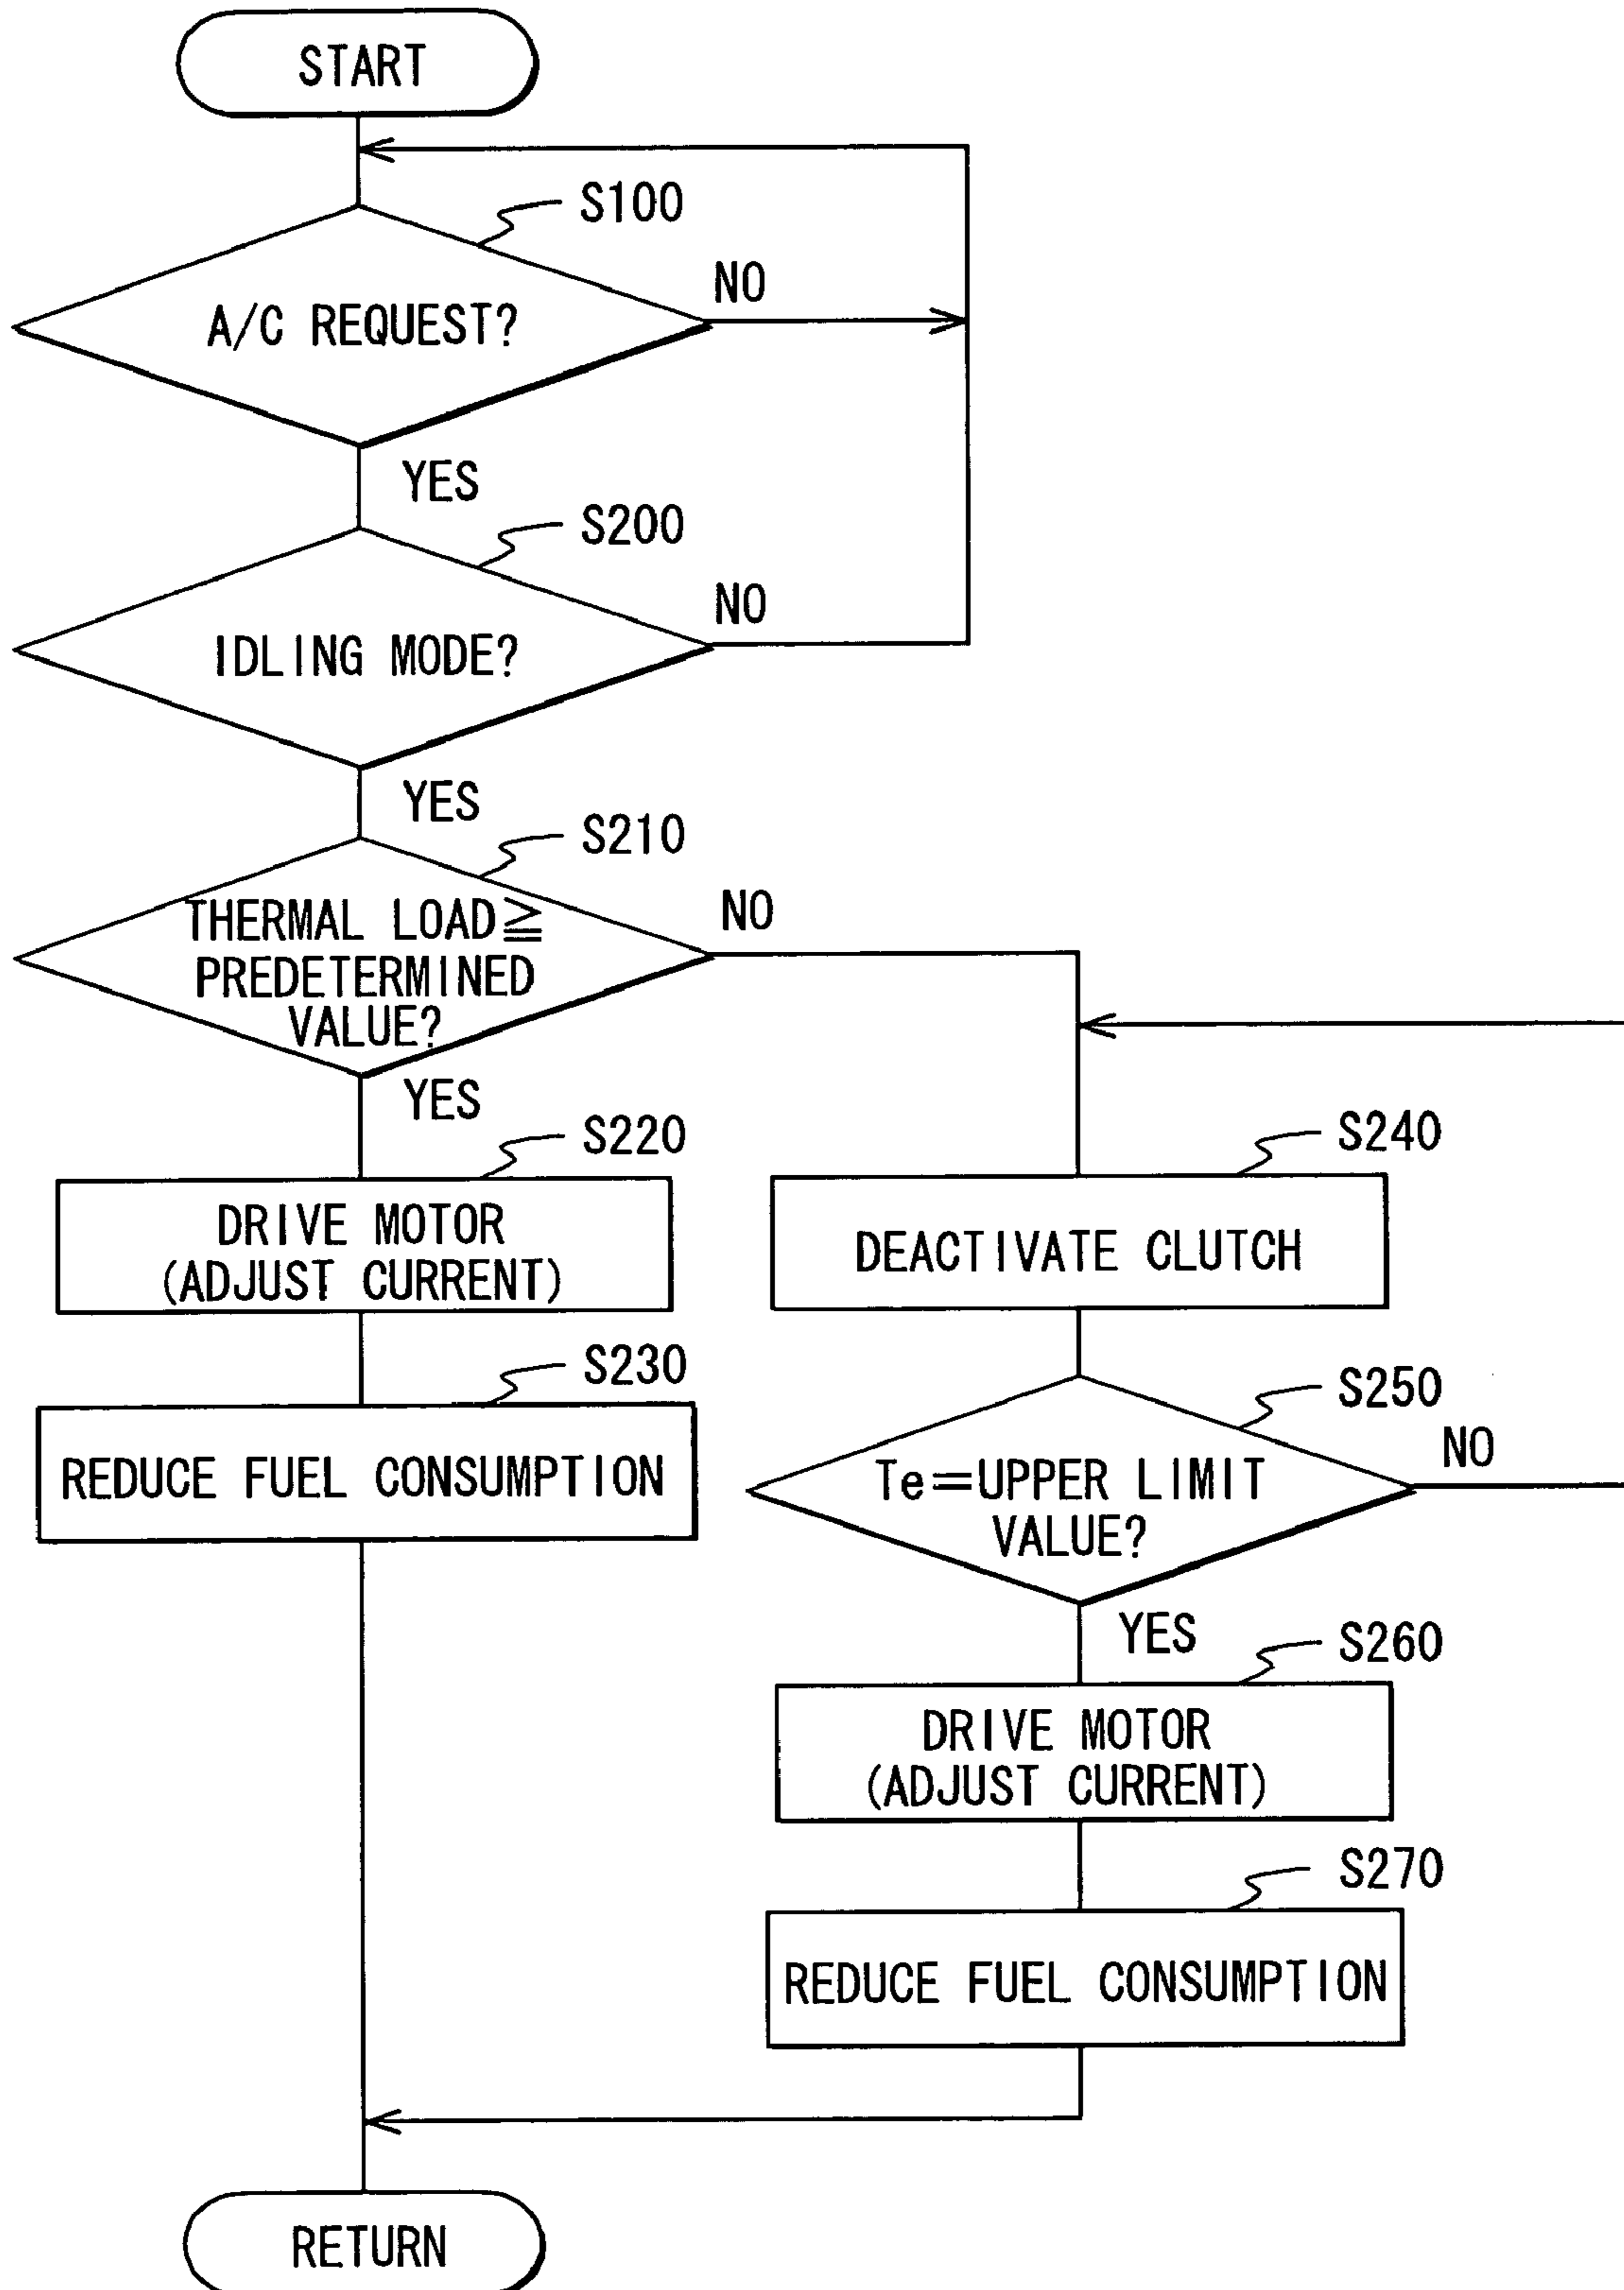 START
S100
A/C REQUEST?
NO
YES
S200
IDLING MODE?
NO
YES
S210
THERMAL LOAD≧
PREDETERMINED
VALUE?
NO
YES
S220
DRIVE MOTOR
(ADJUST CURRENT)
S230
REDUCE FUEL CONSUMPTION
S240
DEACTIVATE CLUTCH
S250
Te=UPPER LIMIT
VALUE?
NO
YES
S260
DRIVE MOTOR
(ADJUST CURRENT)
S270
REDUCE FUEL CONSUMPTION
RETURN